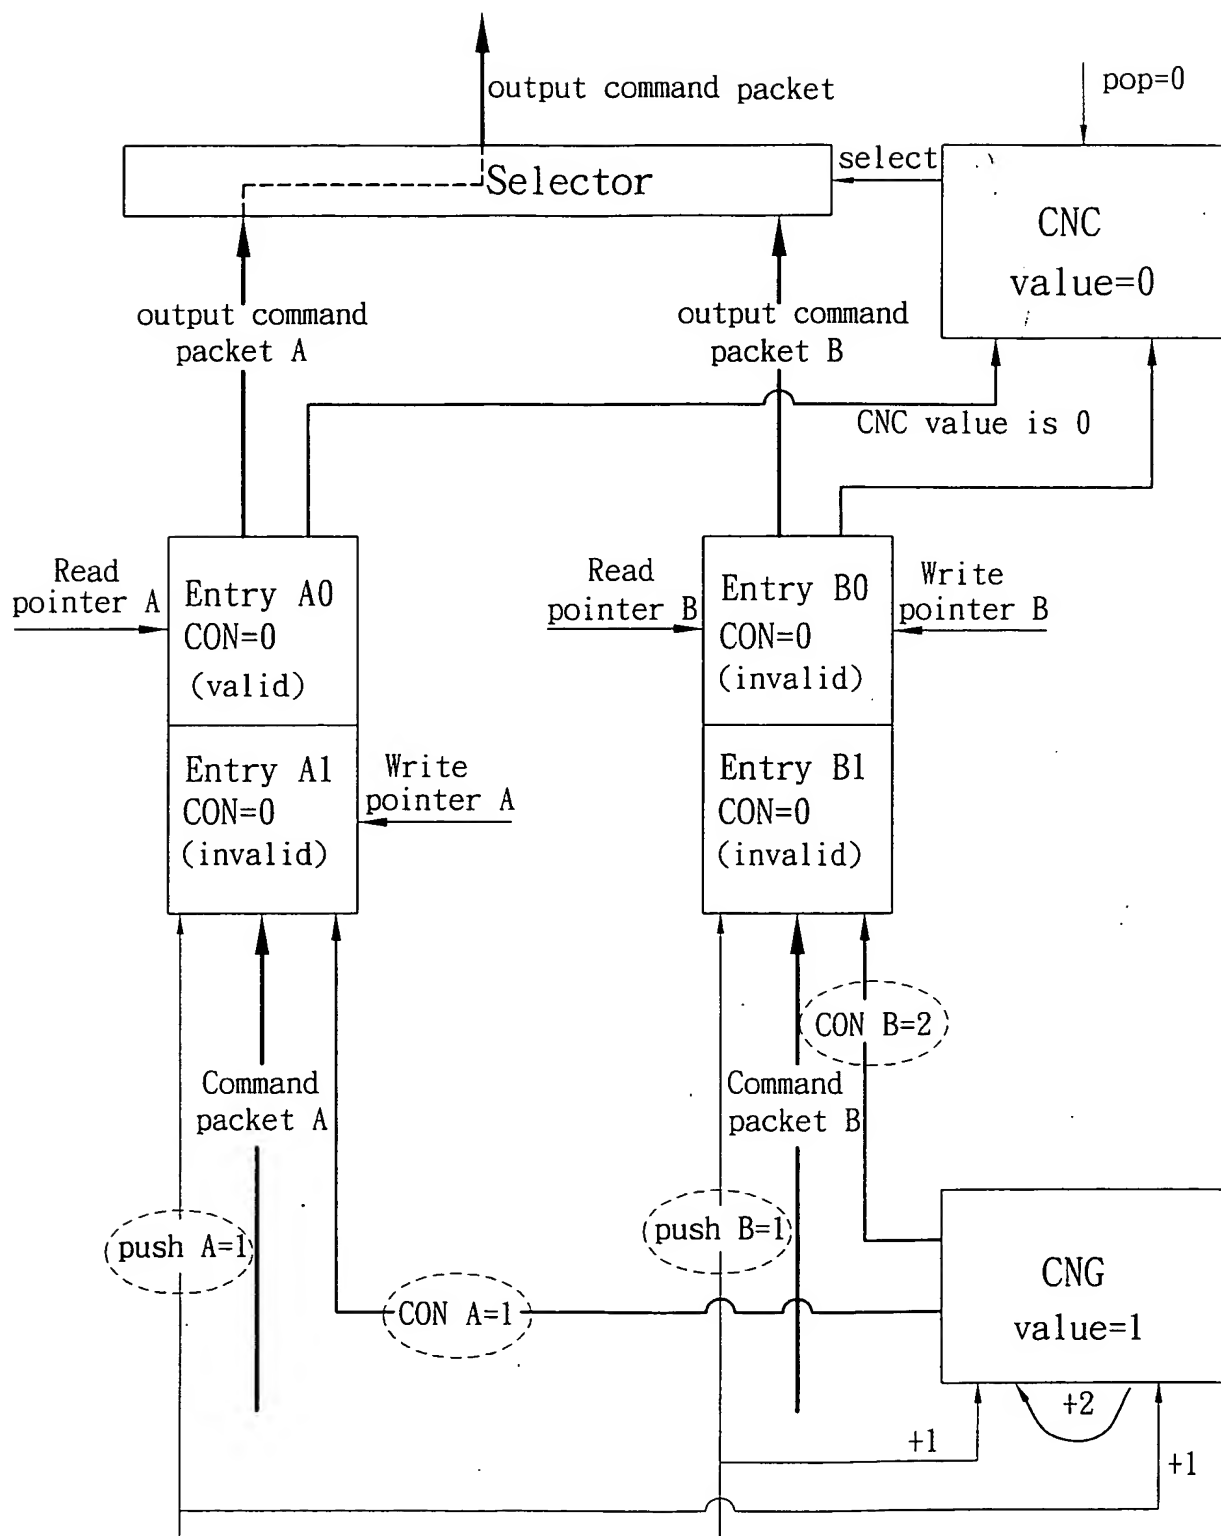 output command packet
pop=0
Selector
select
CNC
value=0
output command
packet A
output command
packet B
CNC value is 0
Read
pointer A
Entry A0
CON=0
(valid)
Read
pointer B
Entry B0
CON=0
(invalid)
Write
pointer B
Entry A1
CON=0
(invalid)
Write
pointer A
Entry B1
CON=0
(invalid)
CON B=2
Command
packet A
Command
packet B
push A=1
push B=1
CON A=1
CNG
value=1
+1
+2
+1